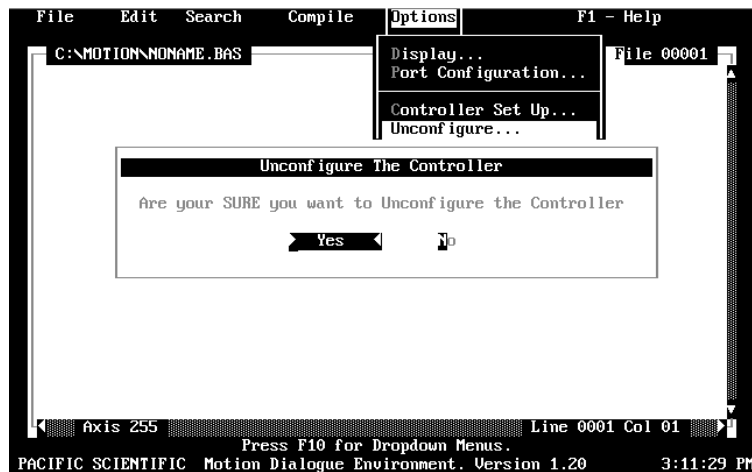 File Edit Search Compile Options F1 - Help
C:\MOTION\NONAME.BAS File 00001
Display...
Port Configuration...
Controller Set Up...
Unconfigure...
Unconfigure The Controller
Are your SURE you want to Unconfigure the Controller
Yes No
Axis 255 Line 0001 Col 01
Press F10 for Dropdown Menus.
PACIFIC SCIENTIFIC Motion Dialogue Environment. Version 1.20 3:11:29 PM